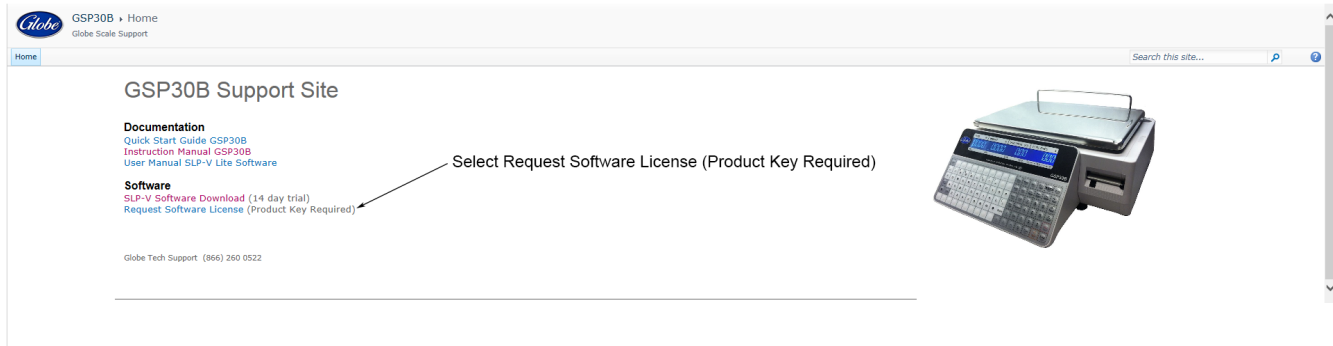 Globe
GSP30B ▸ Home
Globe Scale Support
Home
Search this site...
GSP30B Support Site
Documentation
Quick Start Guide GSP30B
Instruction Manual GSP30B
User Manual SLP-V Lite Software
Select Request Software License (Product Key Required)
Software
SLP-V Software Download (14 day trial)
Request Software License (Product Key Required)
Globe Tech Support (866) 260 0522
GSP30B